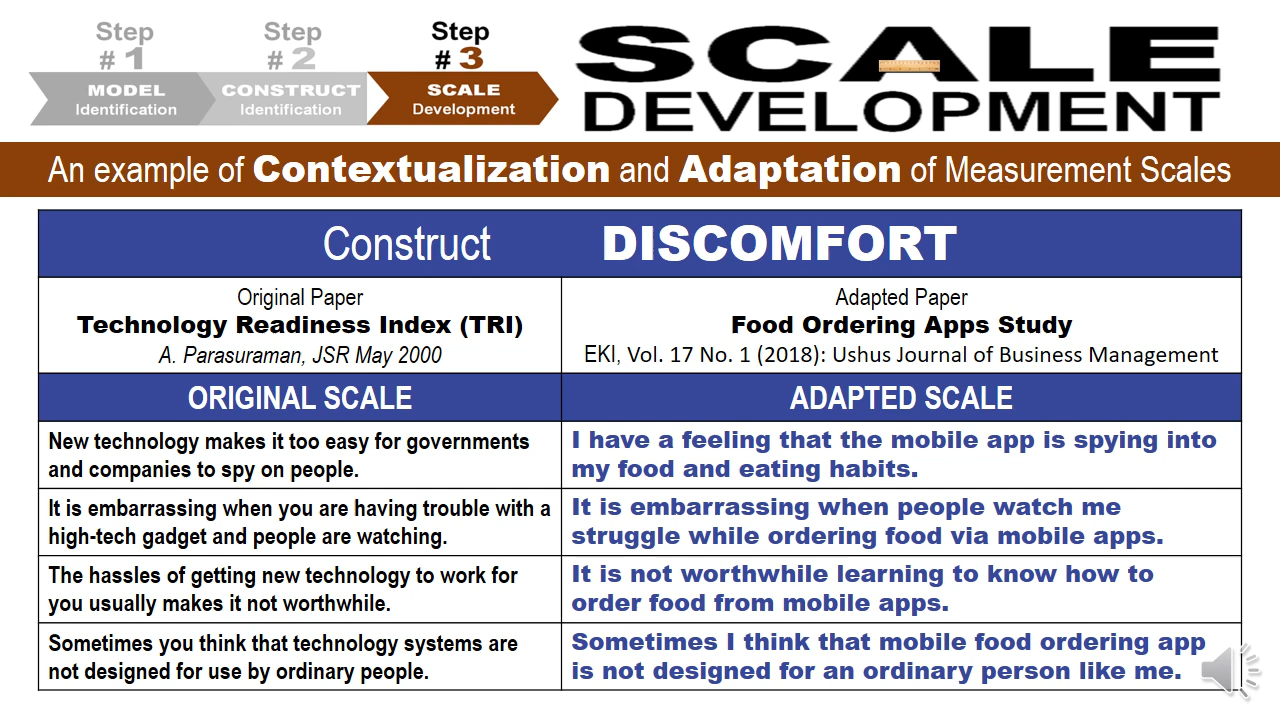 Step
# 1
MODEL
Identification
Step
# 2
CONSTRUCT
Identification
Step
# 3
SCALE
Development
SCALE
DEVELOPMENT
An example of Contextualization and Adaptation of Measurement Scales
Construct DISCOMFORT
Original Paper
Technology Readiness Index (TRI)
A. Parasuraman, JSR May 2000
Adapted Paper
Food Ordering Apps Study
EKI, Vol. 17 No. 1 (2018): Ushus Journal of Business Management
ORIGINAL SCALE
ADAPTED SCALE
New technology makes it too easy for governments
and companies to spy on people.
I have a feeling that the mobile app is spying into
my food and eating habits.
It is embarrassing when you are having trouble with a
high-tech gadget and people are watching.
It is embarrassing when people watch me
struggle while ordering food via mobile apps.
The hassles of getting new technology to work for
you usually makes it not worthwhile.
It is not worthwhile learning to know how to
order food from mobile apps.
Sometimes you think that technology systems are
not designed for use by ordinary people.
Sometimes I think that mobile food ordering app
is not designed for an ordinary person like me.